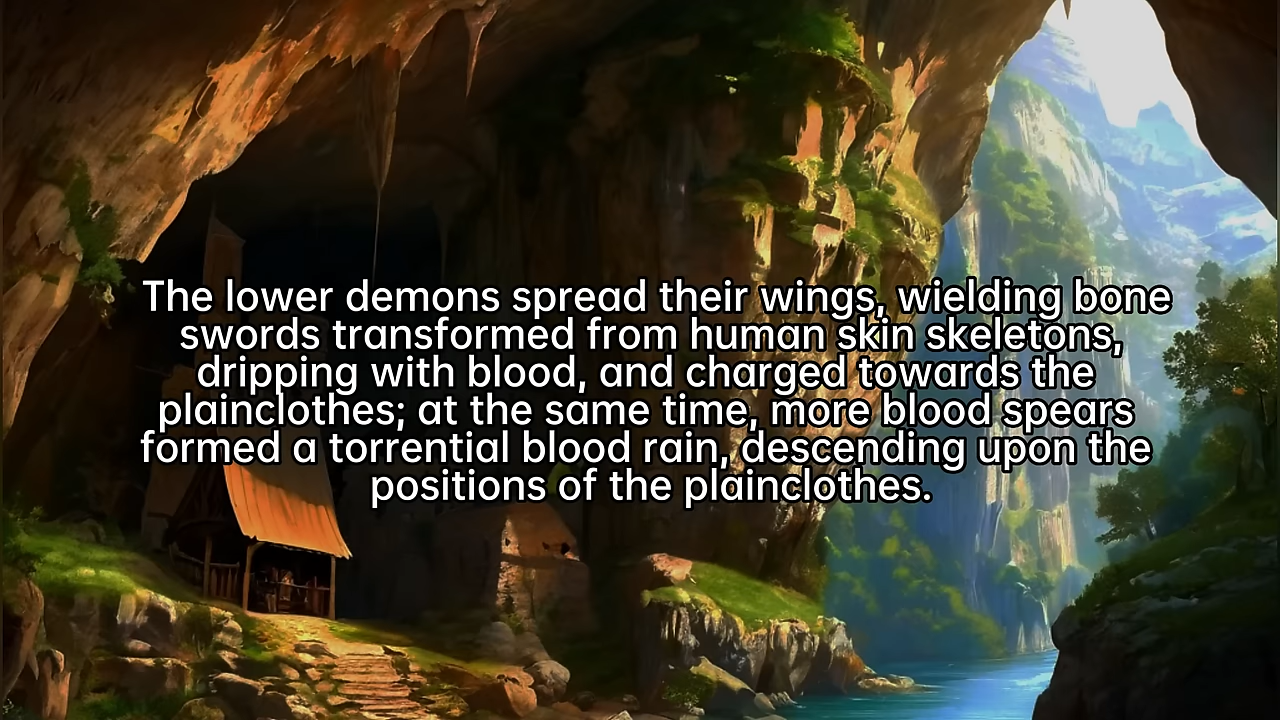 The lower demons spread their wings, wielding bone
swords transformed from human skin skeletons,
dripping with blood, and charged towards the
plainclothes; at the same time, more blood spears
formed a torrential blood rain, descending upon the
positions of the plainclothes.